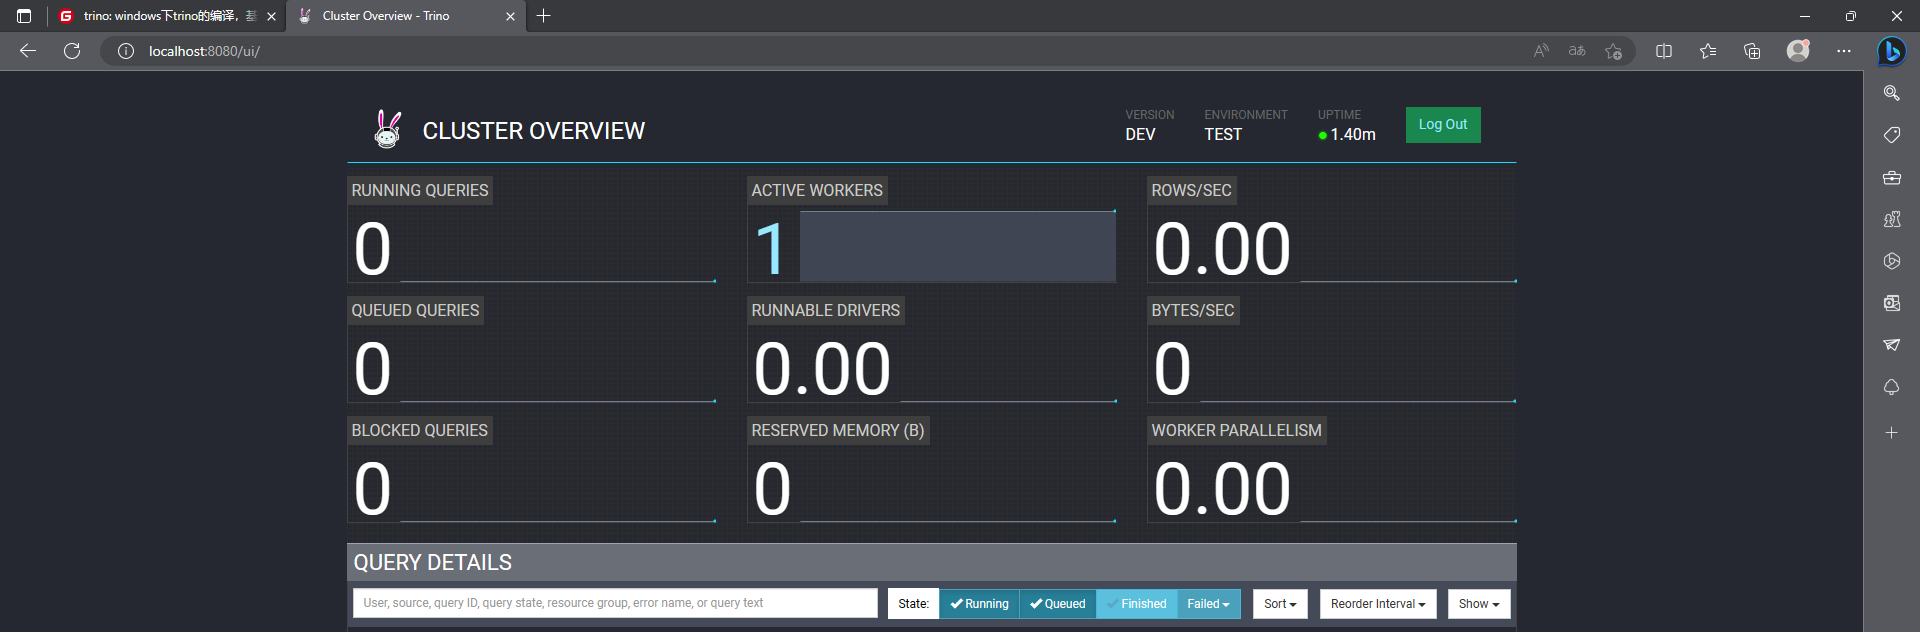 trino: windows下trino的编译，基
Cluster Overview - Trino
localhost:8080/ui/
CLUSTER OVERVIEW
VERSION
DEV
ENVIRONMENT
TEST
UPTIME
1.40m
Log Out
RUNNING QUERIES
0
ACTIVE WORKERS
1
ROWS/SEC
0.00
QUEUED QUERIES
0
RUNNABLE DRIVERS
0.00
BYTES/SEC
0
BLOCKED QUERIES
0
RESERVED MEMORY (B)
0
WORKER PARALLELISM
0.00
QUERY DETAILS
User, source, query ID, query state, resource group, error name, or query text
State:
Running
Queued
Finished
Failed
Sort
Reorder Interval
Show